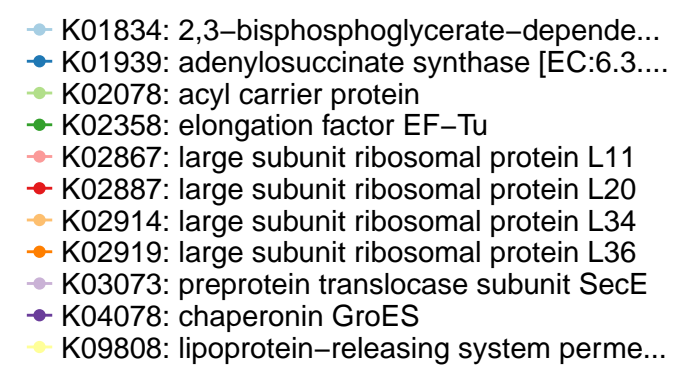 K01834: 2,3−bisphosphoglycerate−depende...
K01939: adenylosuccinate synthase [EC:6.3....
K02078: acyl carrier protein
K02358: elongation factor EF−Tu
K02867: large subunit ribosomal protein L11
K02887: large subunit ribosomal protein L20
K02914: large subunit ribosomal protein L34
K02919: large subunit ribosomal protein L36
K03073: preprotein translocase subunit SecE
K04078: chaperonin GroES
K09808: lipoprotein−releasing system perme...